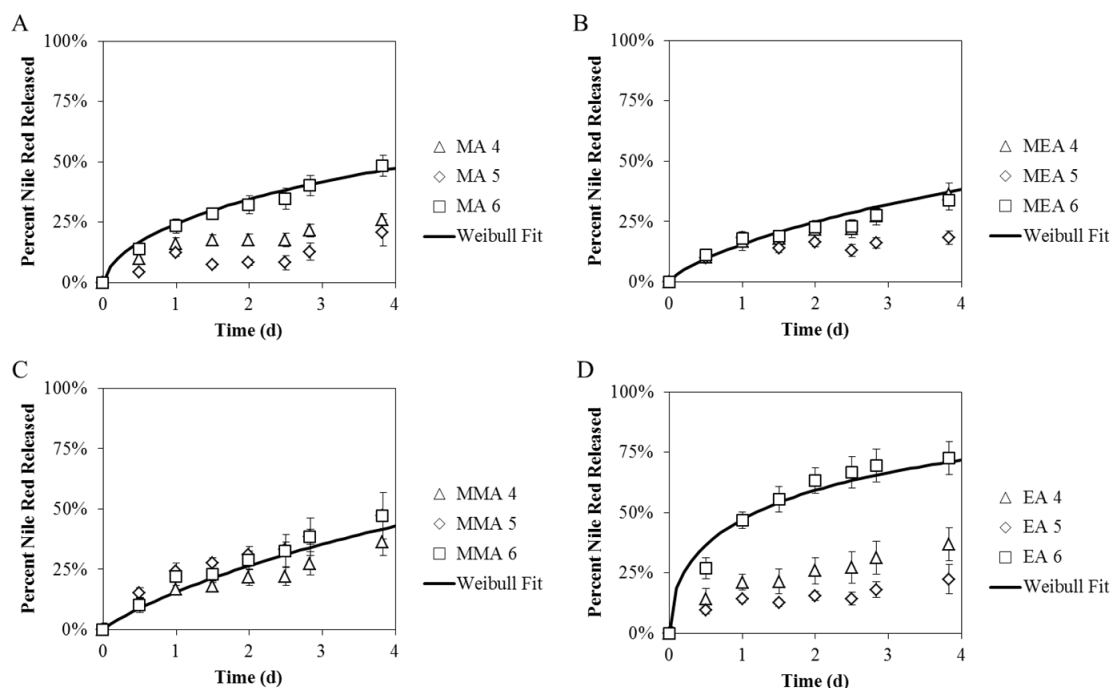 A
Percent Nile Red Released
100%
75%
50%
25%
0%
0 1 2 3 4
Time (d)
MA 4
MA 5
MA 6
Weibull Fit
B
Percent Nile Red Released
100%
75%
50%
25%
0%
0 1 2 3 4
Time (d)
MEA 4
MEA 5
MEA 6
Weibull Fit
C
Percent Nile Red Released
100%
75%
50%
25%
0%
0 1 2 3 4
Time (d)
MMA 4
MMA 5
MMA 6
Weibull Fit
D
Percent Nile Red Released
100%
75%
50%
25%
0%
0 1 2 3 4
Time (d)
EA 4
EA 5
EA 6
Weibull Fit